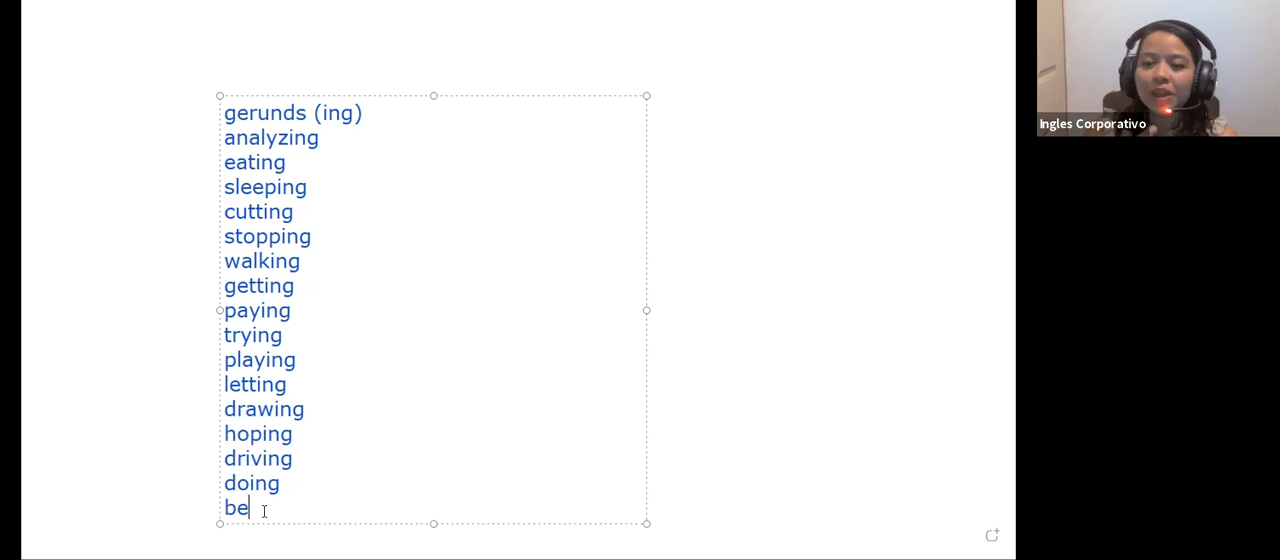 gerunds (ing)
analyzing
eating
sleeping
cutting
stopping
walking
getting
paying
trying
playing
letting
drawing
hoping
driving
doing
be
Ingles Corporativo